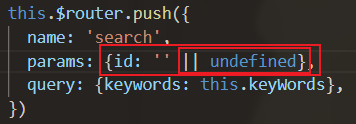 this.$router.push({
name: 'search',
params: {id: '' || undefined},
query: {keywords: this.keyWords},
})